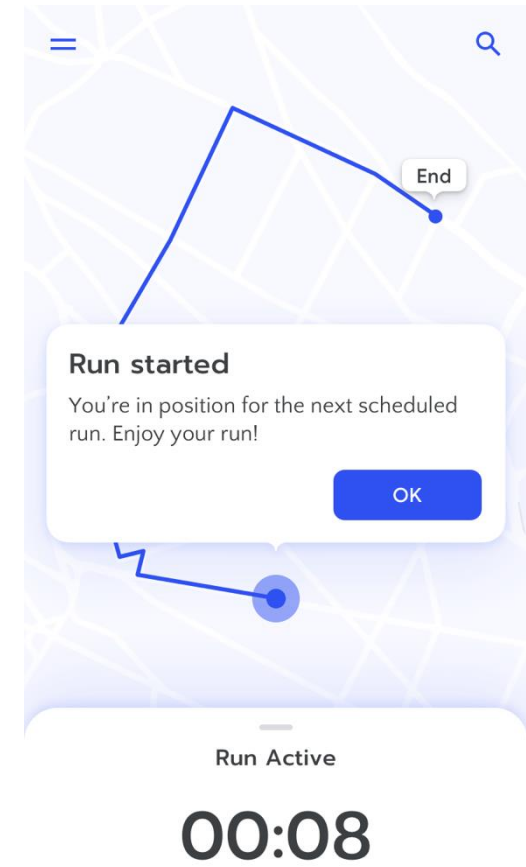 End
Run started
You’re in position for the next scheduled
run. Enjoy your run!
OK
Run Active
00:08